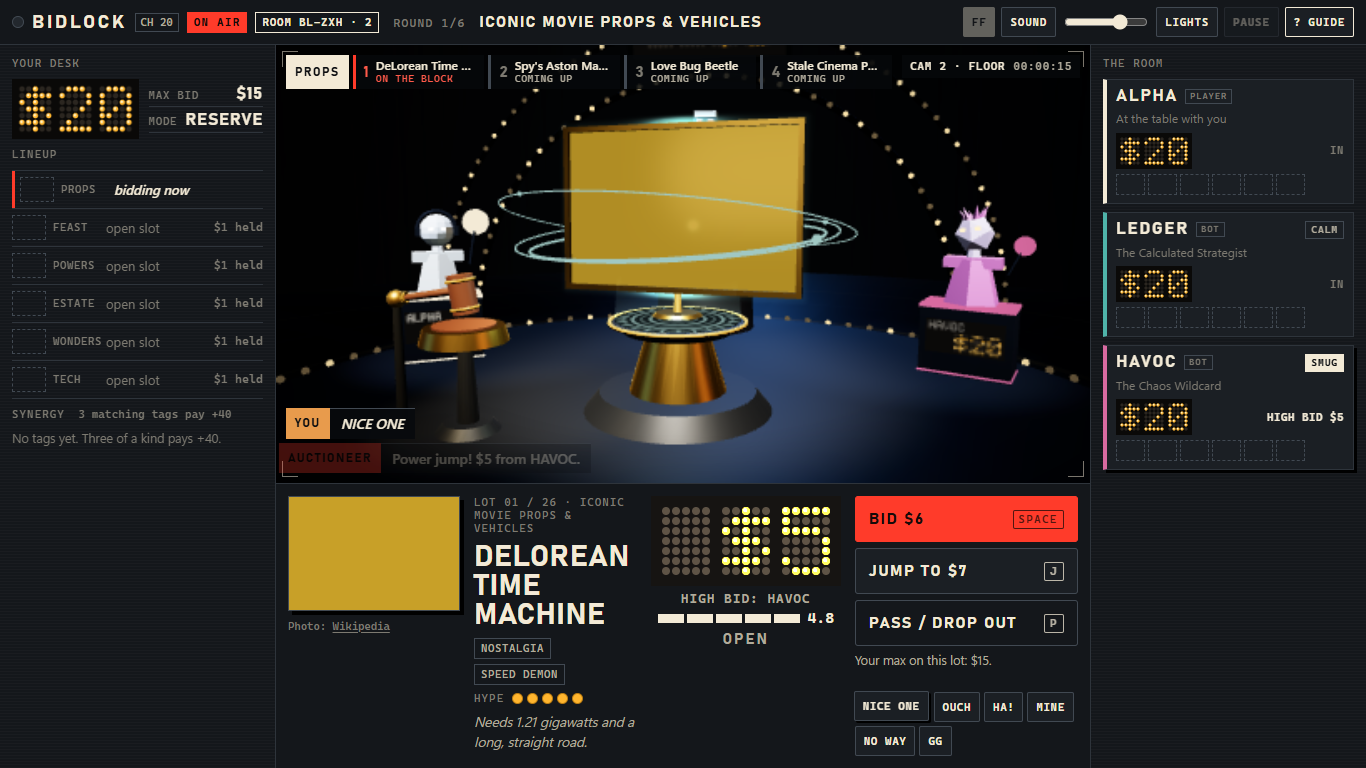 BIDLOCK CH 20 ON AIR ROOM BL-ZXH · 2 ROUND 1/6 ICONIC MOVIE PROPS & VEHICLES FF SOUND LIGHTS PAUSE ? GUIDE
YOUR DESK
$20
MAX BID $15
MODE RESERVE
LINEUP
PROPS bidding now
FEAST open slot $1 held
POWERS open slot $1 held
ESTATE open slot $1 held
WONDERS open slot $1 held
TECH open slot $1 held
SYNERGY 3 matching tags pay +40
No tags yet. Three of a kind pays +40.
PROPS
1 DeLorean Time ...
ON THE BLOCK
2 Spy's Aston Ma...
COMING UP
3 Love Bug Beetle
COMING UP
4 Stale Cinema P...
COMING UP
CAM 2 · FLOOR 00:00:15
ALPHA
HAVOC
$20
YOU NICE ONE
AUCTIONEER Power jump! $5 from HAVOC.
Photo: Wikipedia
LOT 01 / 26 · ICONIC
MOVIE PROPS &
VEHICLES
DELOREAN
TIME
MACHINE
NOSTALGIA
SPEED DEMON
HYPE
Needs 1.21 gigawatts and a
long, straight road.
$5
HIGH BID: HAVOC
4.8
OPEN
BID $6 SPACE
JUMP TO $7 J
PASS / DROP OUT P
Your max on this lot: $15.
NICE ONE OUCH HA! MINE
NO WAY GG
THE ROOM
ALPHA PLAYER
At the table with you
$20 IN
LEDGER BOT CALM
The Calculated Strategist
$20 IN
HAVOC BOT SMUG
The Chaos Wildcard
$20 HIGH BID $5